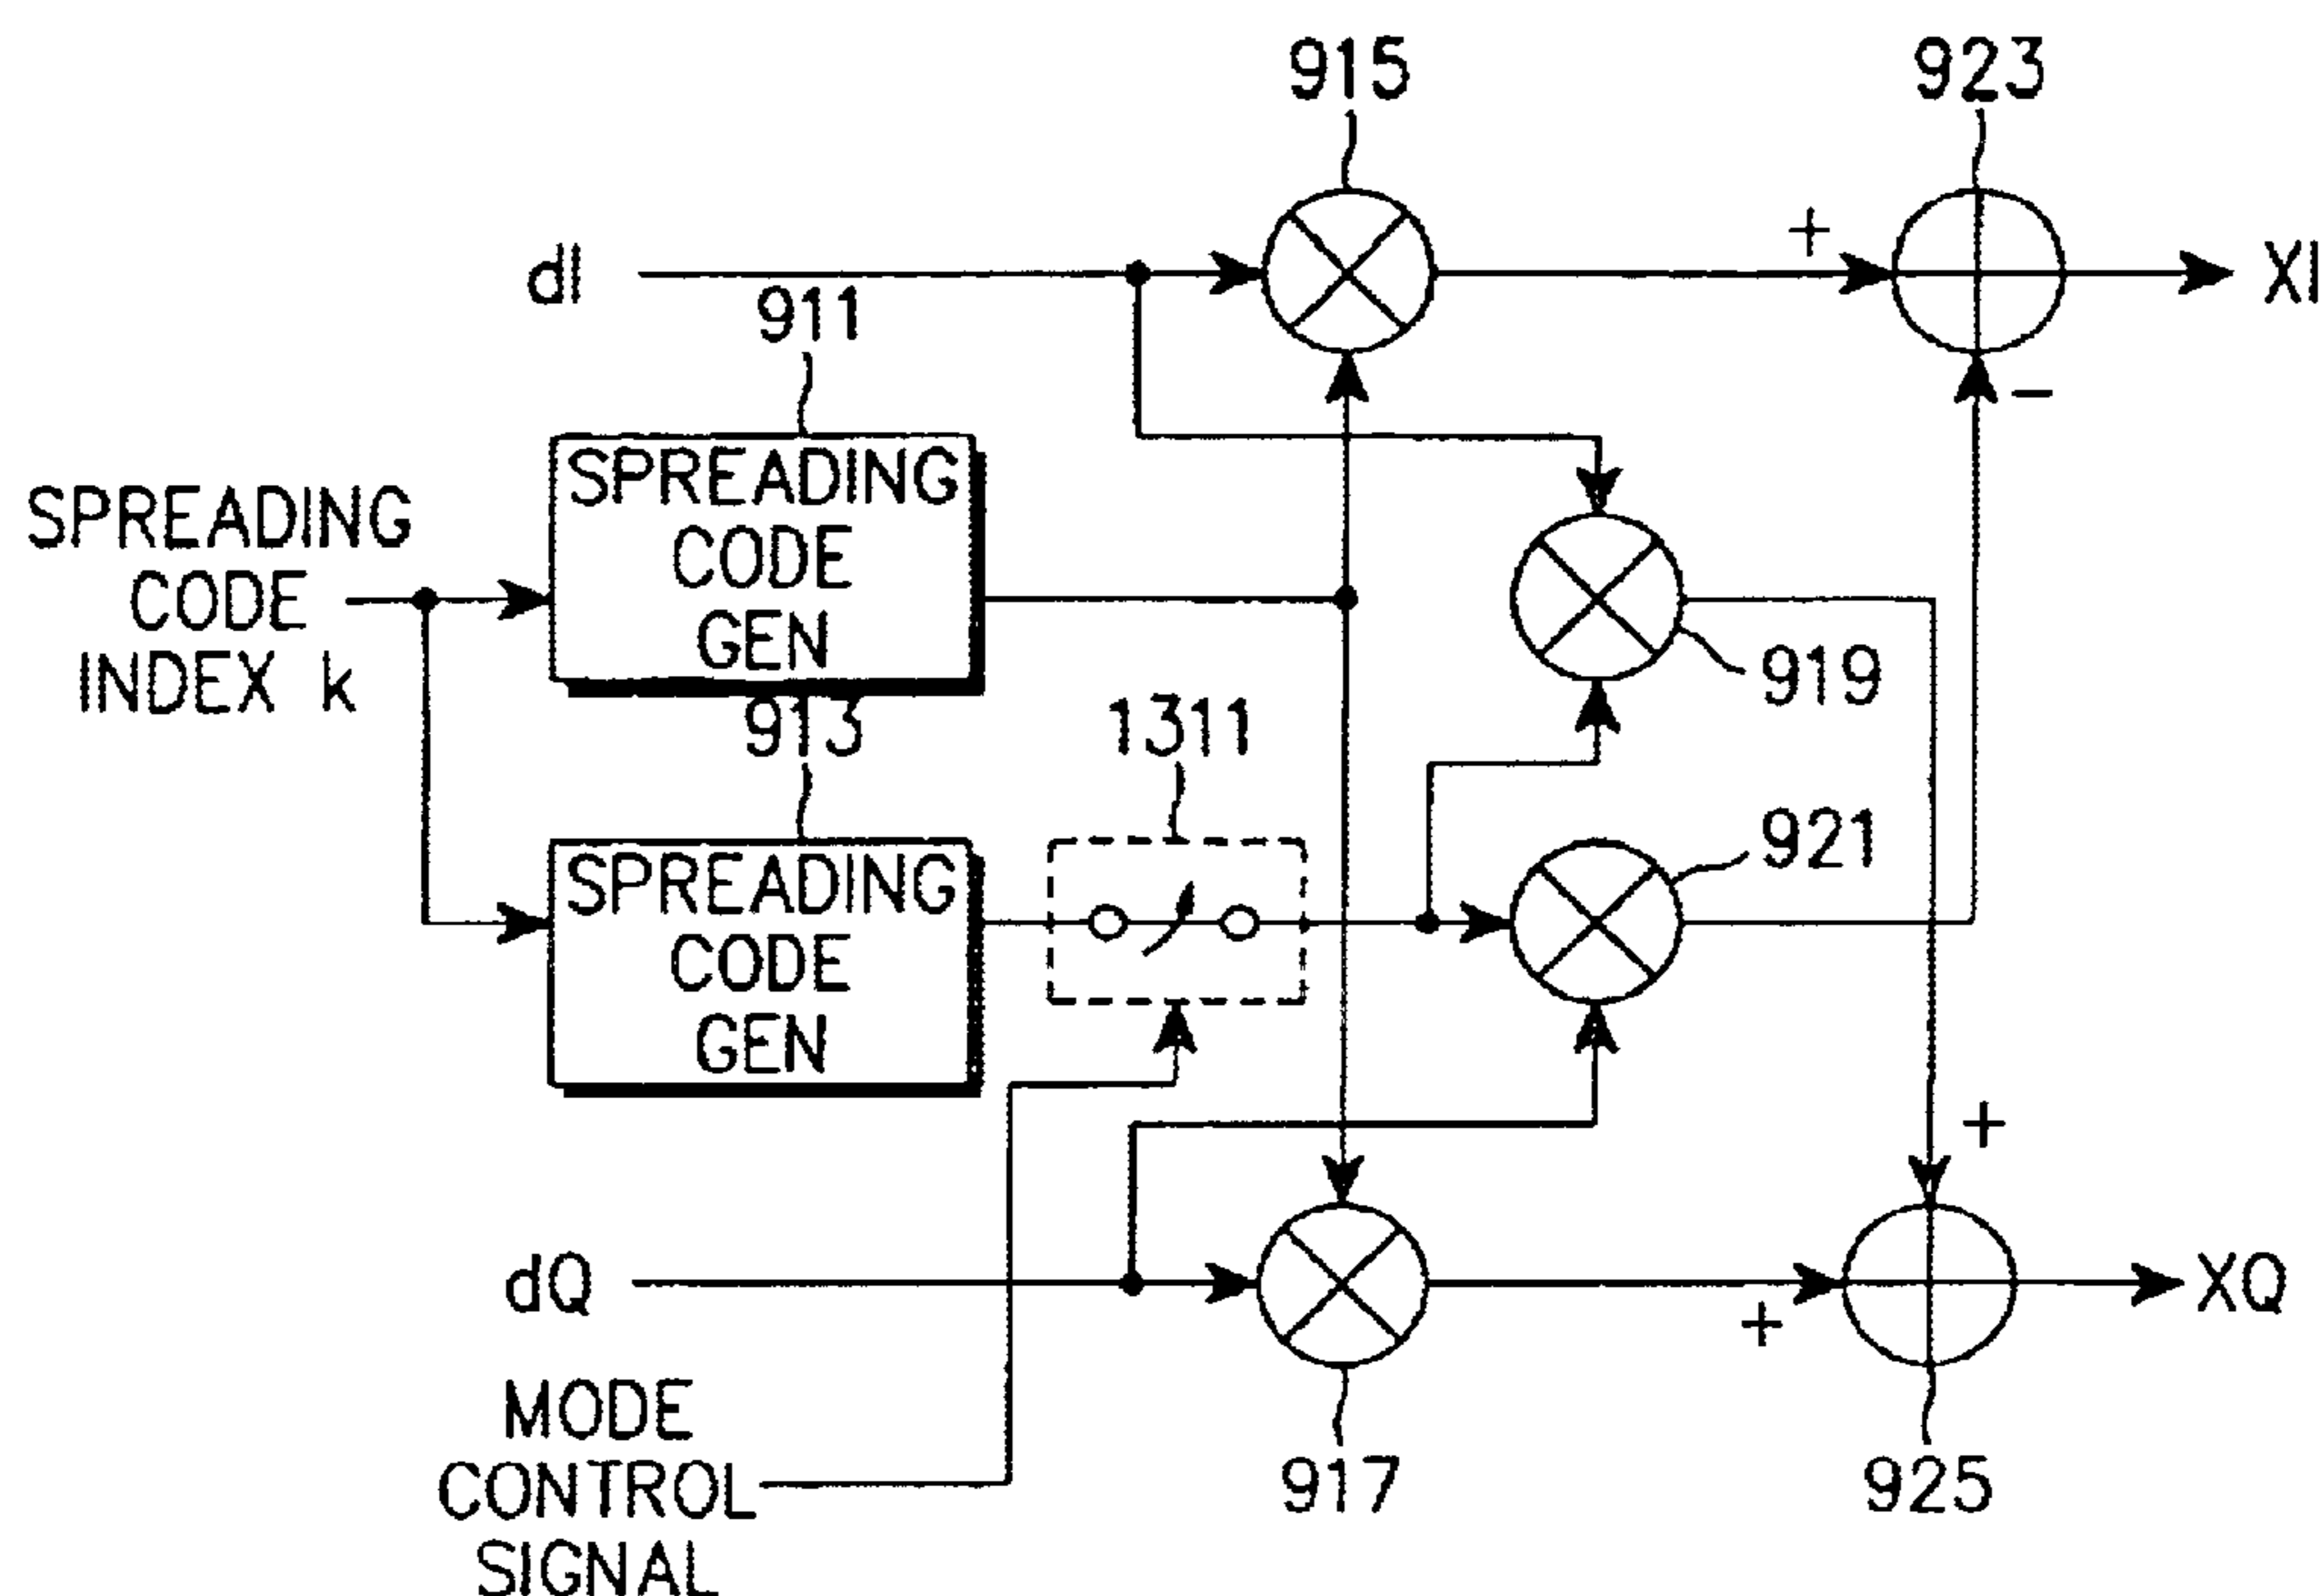 915
923
dI
+
XI
911
SPREADING
CODE
GEN
−
SPREADING
CODE
INDEX k
919
913
1311
921
SPREADING
CODE
GEN
+
dQ
+
XQ
MODE
CONTROL
SIGNAL
917
925